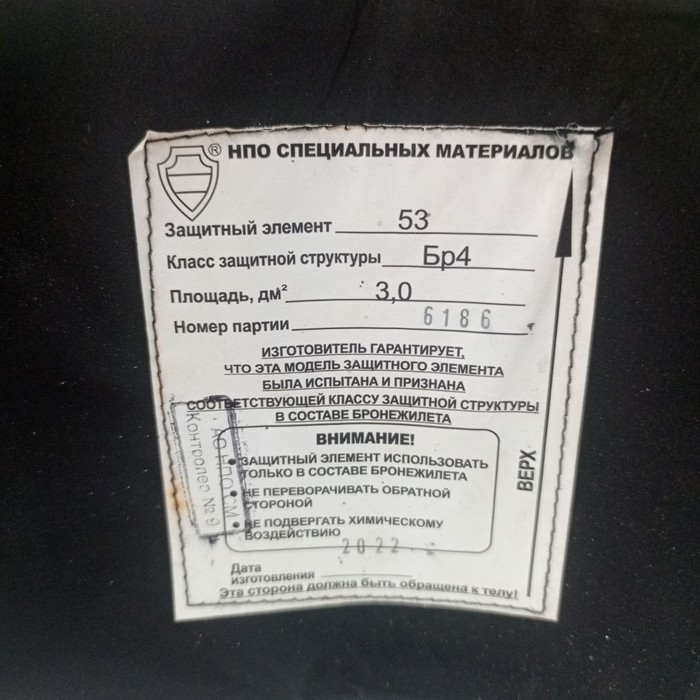 ® НПО СПЕЦИАЛЬНЫХ МАТЕРИАЛОВ
Защитный элемент 53
Класс защитной структуры Бр4
Площадь, дм² 3,0
Номер партии 6186
ИЗГОТОВИТЕЛЬ ГАРАНТИРУЕТ,
ЧТО ЭТА МОДЕЛЬ ЗАЩИТНОГО ЭЛЕМЕНТА
БЫЛА ИСПЫТАНА И ПРИЗНАНА
СООТВЕТСТВУЮЩЕЙ КЛАССУ ЗАЩИТНОЙ СТРУКТУРЫ
В СОСТАВЕ БРОНЕЖИЛЕТА
ВНИМАНИЕ!
• ЗАЩИТНЫЙ ЭЛЕМЕНТ ИСПОЛЬЗОВАТЬ
ТОЛЬКО В СОСТАВЕ БРОНЕЖИЛЕТА
• НЕ ПЕРЕВОРАЧИВАТЬ ОБРАТНОЙ
СТОРОНОЙ
• НЕ ПОДВЕРГАТЬ ХИМИЧЕСКОМУ
ВОЗДЕЙСТВИЮ
2022
Дата
изготовления
Эта сторона должна быть обращена к телу!
ВЕРХ
АО НПО СМ
Контролер № 9